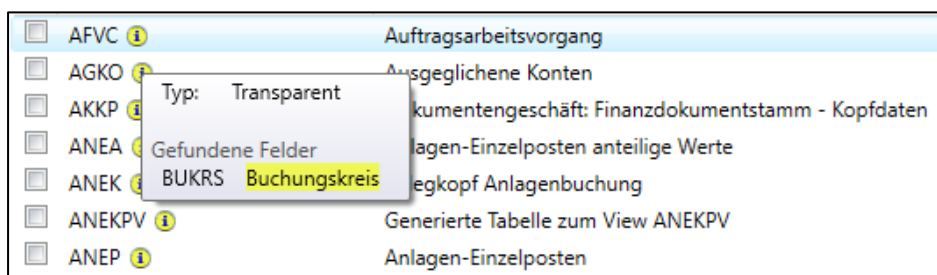 AFVC Auftragsarbeitsvorgang
AGKO Ausgeglichene Konten
AKKP kumentengeschäft: Finanzdokumentstamm - Kopfdaten
ANEA lagen-Einzelposten anteilige Werte
ANEK egkopf Anlagenbuchung
ANEKPV Generierte Tabelle zum View ANEKPV
ANEP Anlagen-Einzelposten
Typ: Transparent
Gefundene Felder
BUKRS Buchungskreis